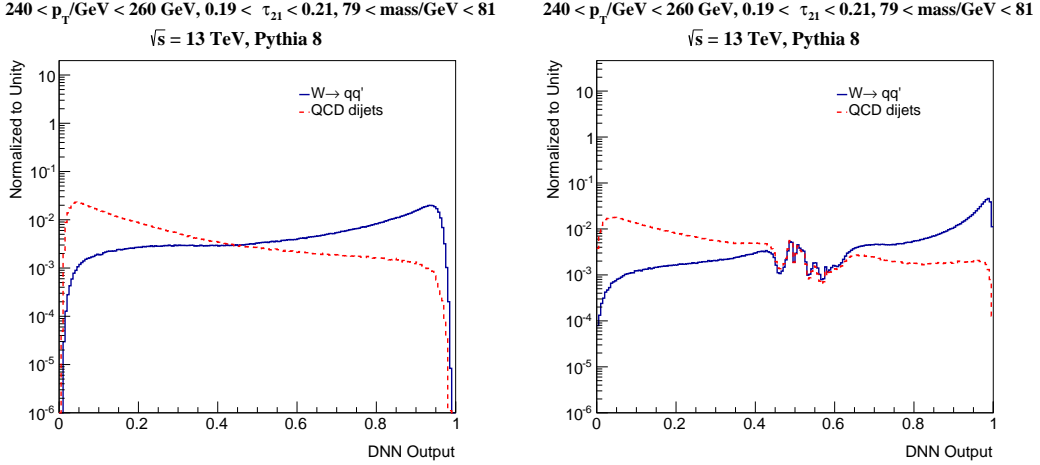 240 < p_T/GeV < 260 GeV, 0.19 < τ_21 < 0.21, 79 < mass/GeV < 81
√s = 13 TeV, Pythia 8
Normalized to Unity
10
1
10^-1
10^-2
10^-3
10^-4
10^-5
10^-6
W→ qq'
QCD dijets
0 0.2 0.4 0.6 0.8 1
DNN Output
240 < p_T/GeV < 260 GeV, 0.19 < τ_21 < 0.21, 79 < mass/GeV < 81
√s = 13 TeV, Pythia 8
Normalized to Unity
10
1
10^-1
10^-2
10^-3
10^-4
10^-5
10^-6
W→ qq'
QCD dijets
0 0.2 0.4 0.6 0.8 1
DNN Output